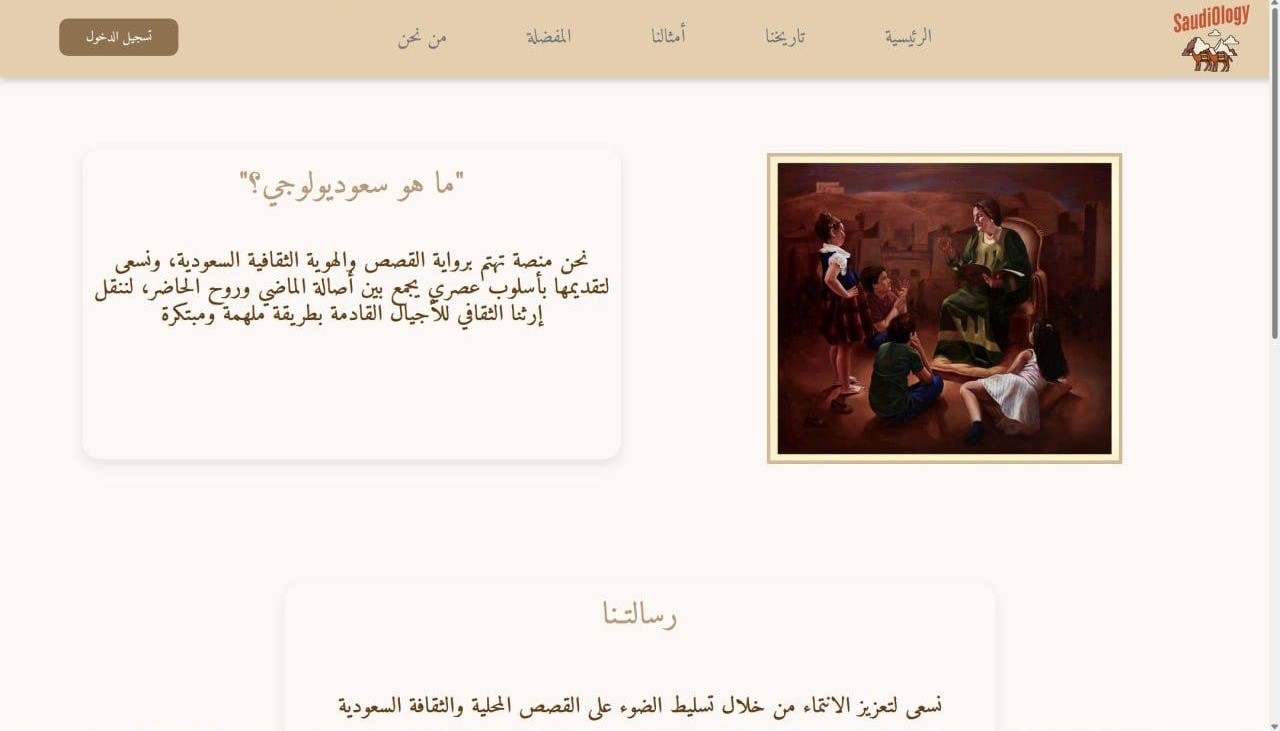 SaudiOlogy
الرئيسية
تاريخنا
أمثالنا
المفضلة
من نحن
تسجيل الدخول
"ما هو سعوديولوجي؟"
نحن منصة تهتم برواية القصص والهوية الثقافية السعودية، ونسعى
لتقديمها بأسلوب عصري يجمع بين أصالة الماضي وروح الحاضر، لننقل
إرثنا الثقافي للأجيال القادمة بطريقة ملهمة ومبتكرة
رسالتنا
نسعى لتعزيز الانتماء من خلال تسليط الضوء على القصص المحلية والثقافة السعودية